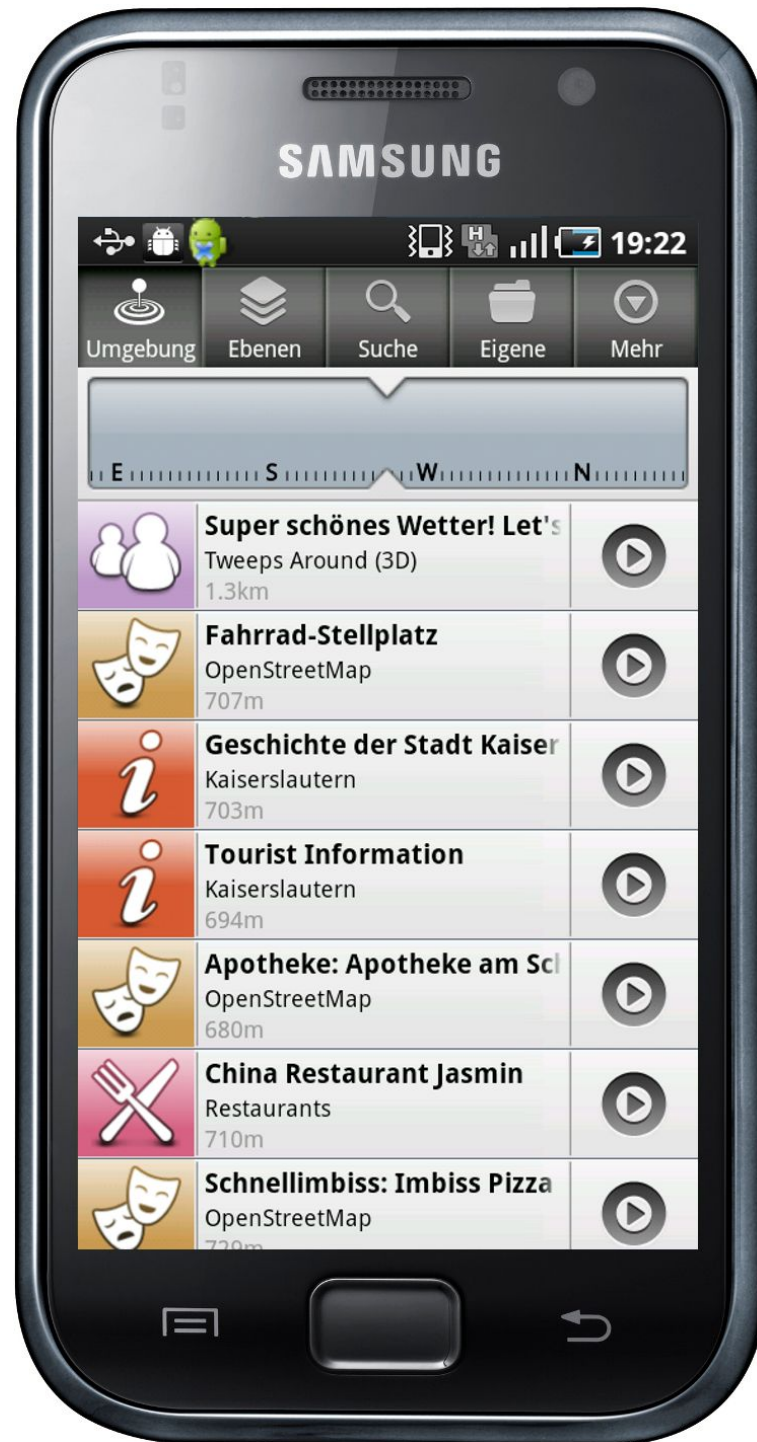 SAMSUNG
H
19:22
Umgebung Ebenen Suche Eigene Mehr
E S W N
Super schönes Wetter! Let's
Tweeps Around (3D)
1.3km
Fahrrad-Stellplatz
OpenStreetMap
707m
Geschichte der Stadt Kaiser
Kaiserslautern
703m
Tourist Information
Kaiserslautern
694m
Apotheke: Apotheke am Sch
OpenStreetMap
680m
China Restaurant Jasmin
Restaurants
710m
Schnellimbiss: Imbiss Pizza
OpenStreetMap
729m